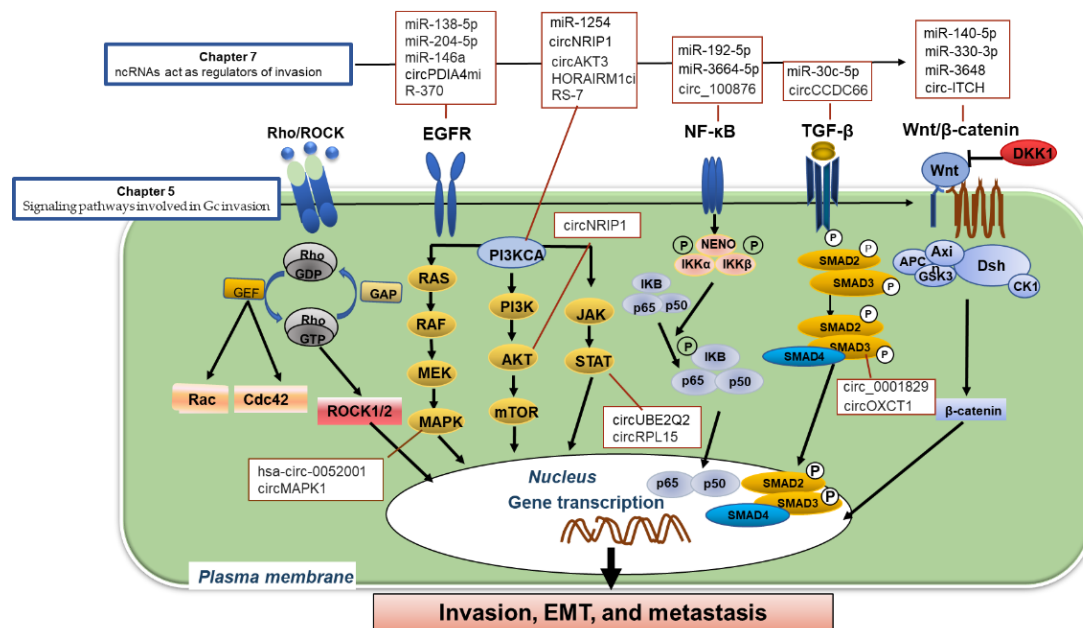 Chapter 7
ncRNAs act as regulators of invasion
miR-138-5p
miR-204-5p
miR-146a
circPDIA4mi
R-370
miR-1254
circNRIP1
circAKT3
HORAIRM1ci
RS-7
miR-192-5p
miR-3664-5p
circ_100876
miR-30c-5p
circCCDC66
miR-140-5p
miR-330-3p
miR-3648
circ-ITCH
Rho/ROCK
EGFR
NF-κB
TGF-β
Wnt/β-catenin
DKK1
Wnt
Chapter 5
Signaling pathways involved in Gc invasion
circNRIP1
Rho
GDP
GEF
GAP
Rho
GTP
Rac
Cdc42
ROCK1/2
RAS
RAF
MEK
MAPK
PI3KCA
PI3K
AKT
mTOR
JAK
STAT
P
NENO
P
IKKα
IKKβ
IKB
p65
p50
P
IKB
p65
p50
P
SMAD2
P
SMAD3
P
SMAD2
P
SMAD3
P
SMAD4
APC
Axi
n
GSK3
Dsh
CK1
β-catenin
hsa-circ-0052001
circMAPK1
circUBE2Q2
circRPL15
circ_0001829
circOXCT1
Nucleus
Gene transcription
p65
p50
SMAD2
P
SMAD3
P
SMAD4
Plasma membrane
Invasion, EMT, and metastasis